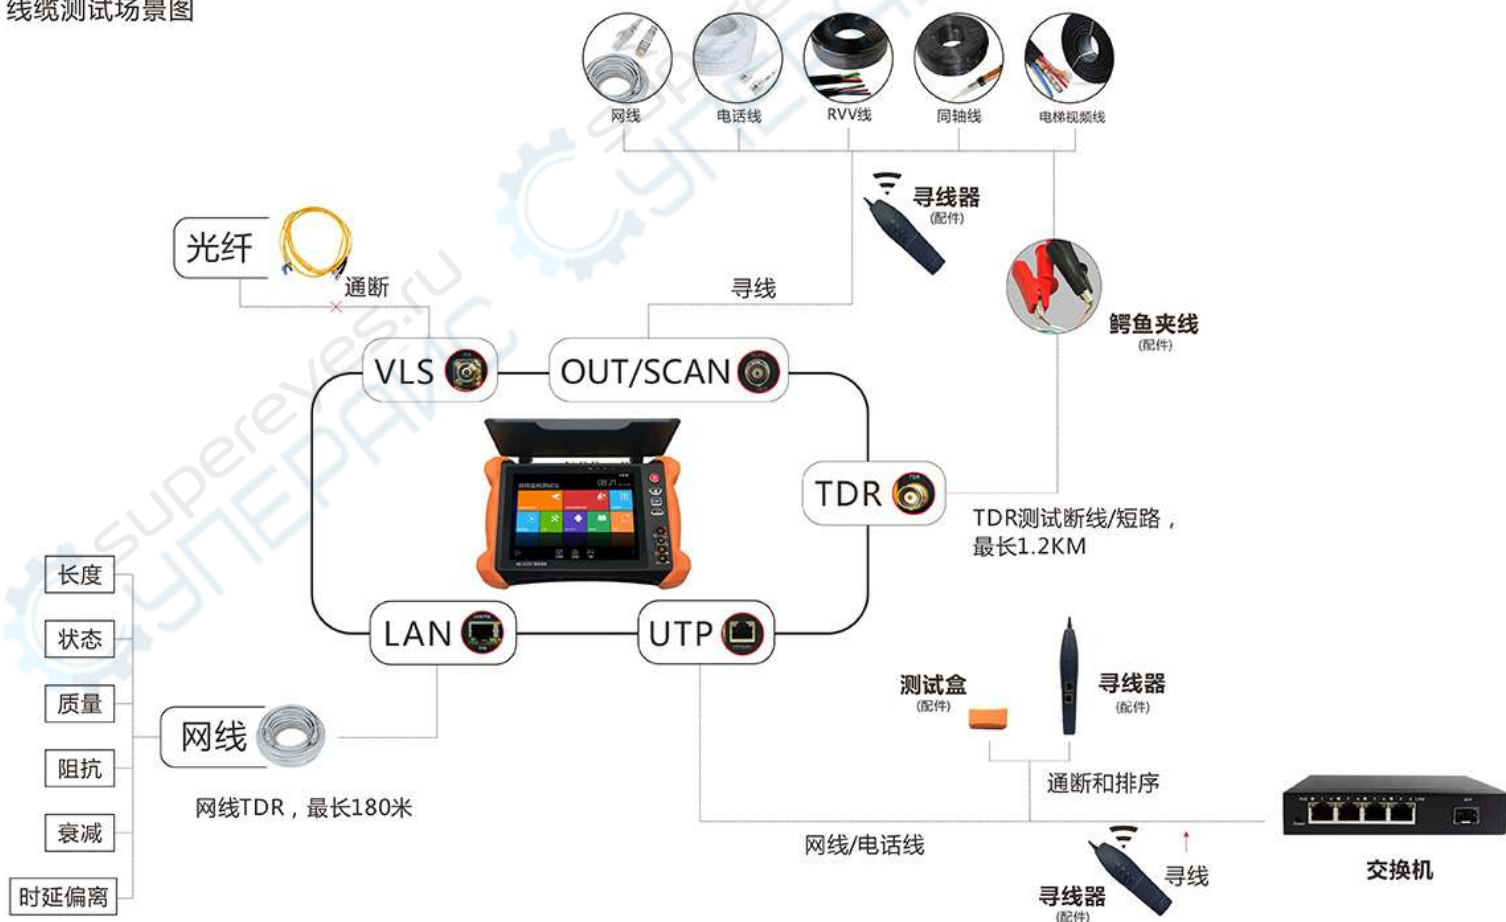 线缆测试场景图
网线
电话线
RVV线
同轴线
电梯视频线
寻线器
(配件)
光纤
通断
寻线
鳄鱼夹线
(配件)
VLS
OUT/SCAN
TDR
TDR测试断线/短路，
最长1.2KM
08:21
LAN
UTP
长度
状态
质量
阻抗
衰减
时延偏离
网线
网线TDR，最长180米
测试盒
(配件)
寻线器
(配件)
通断和排序
网线/电话线
寻线器
(配件)
寻线
交换机
supereyes.ru
СУПЕРАЙС